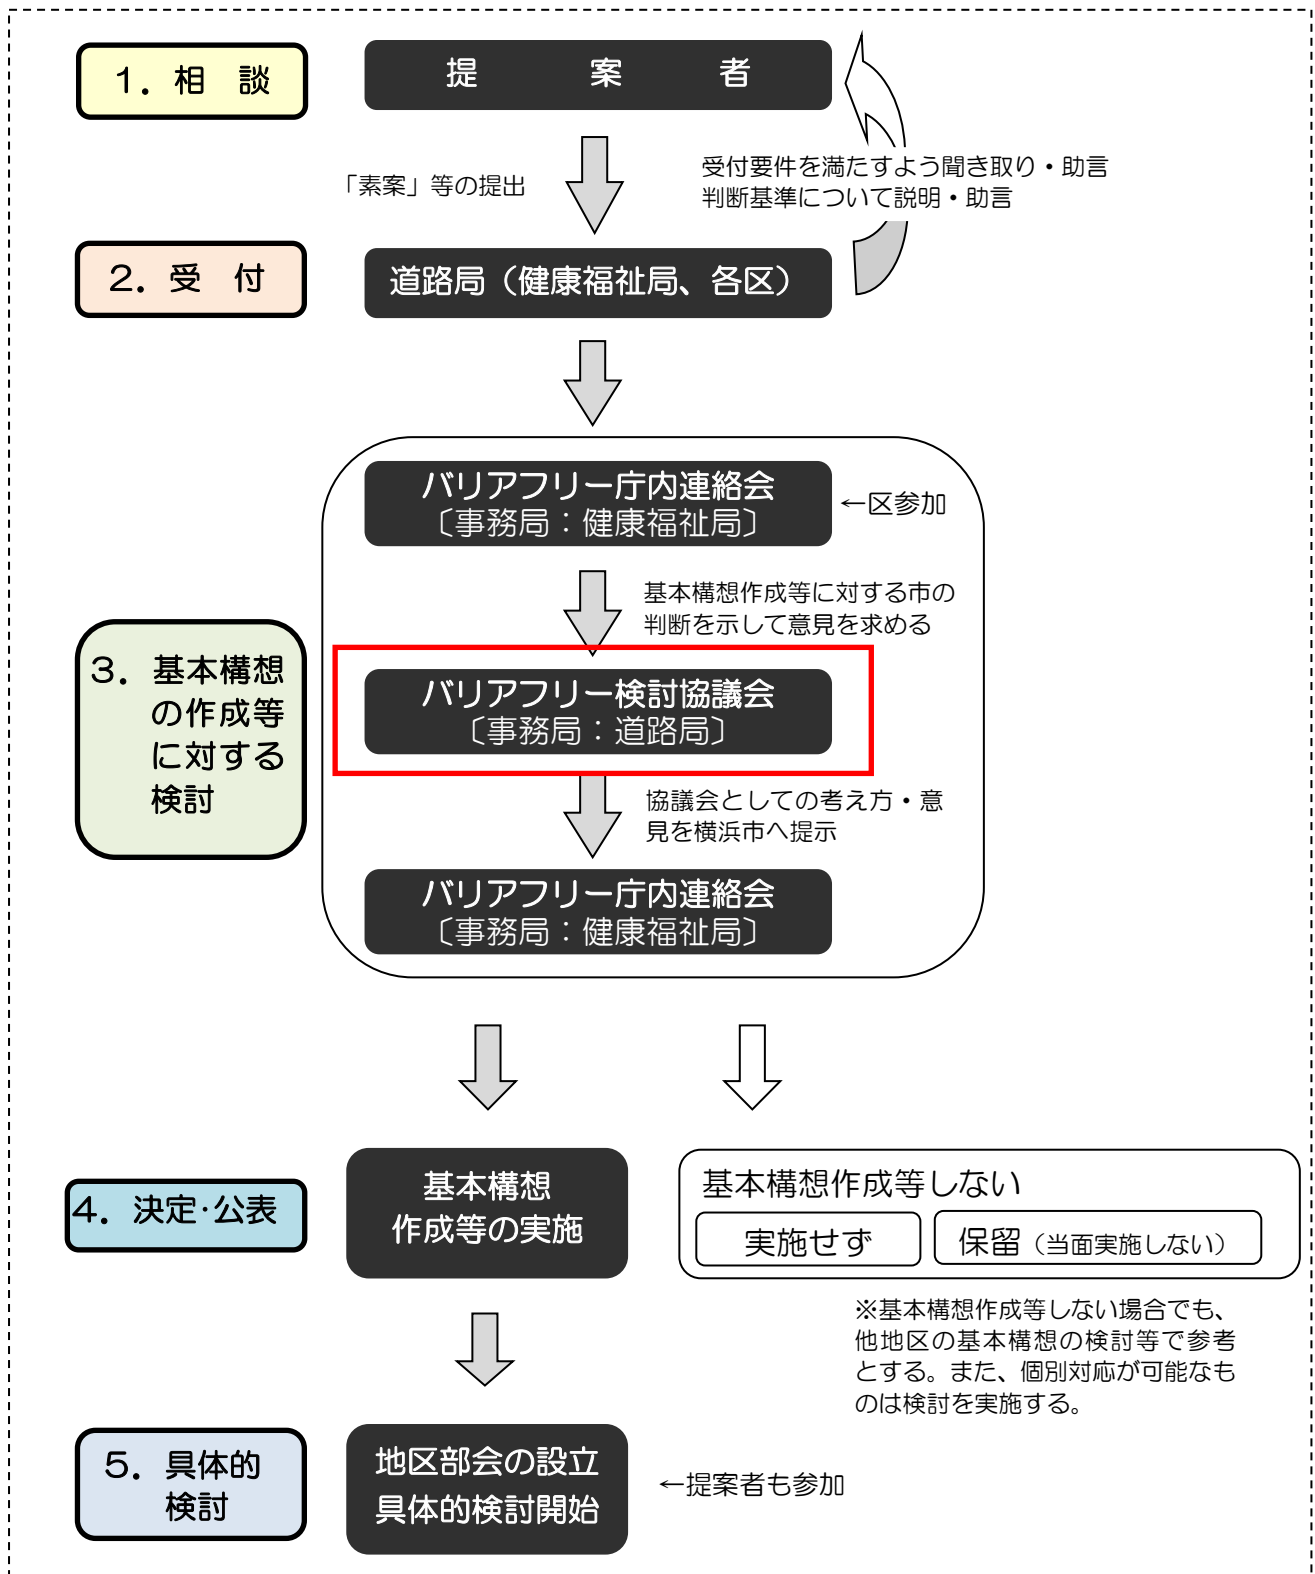 １．相　談
提　案　者
「素案」等の提出
受付要件を満たすよう聞き取り・助言
判断基準について説明・助言
２．受　付
道路局（健康福祉局、各区）
バリアフリー庁内連絡会
〔事務局：健康福祉局〕
←区参加
基本構想作成等に対する市の
判断を示して意見を求める
３．基本構想
の作成等
に対する
検討
バリアフリー検討協議会
〔事務局：道路局〕
協議会としての考え方・意
見を横浜市へ提示
バリアフリー庁内連絡会
〔事務局：健康福祉局〕
４．決定･公表
基本構想
作成等の実施
基本構想作成等しない
実施せず
保留（当面実施しない）
※基本構想作成等しない場合でも、
他地区の基本構想の検討等で参考
とする。また、個別対応が可能なも
のは検討を実施する。
５．具体的
検討
地区部会の設立
具体的検討開始
←提案者も参加